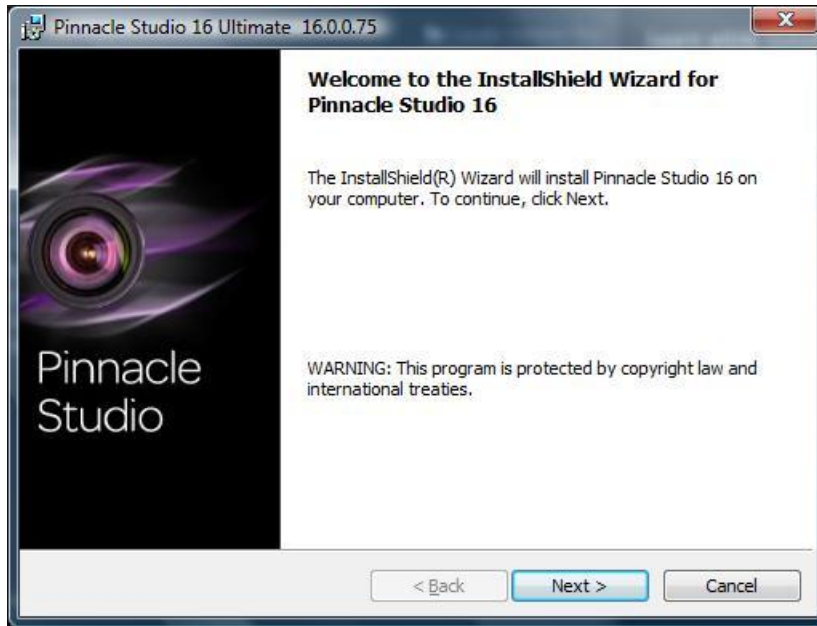 Pinnacle Studio 16 Ultimate 16.0.0.75
Welcome to the InstallShield Wizard for
Pinnacle Studio 16
The InstallShield(R) Wizard will install Pinnacle Studio 16 on
your computer. To continue, click Next.
Pinnacle
Studio
WARNING: This program is protected by copyright law and
international treaties.
< Back
Next >
Cancel